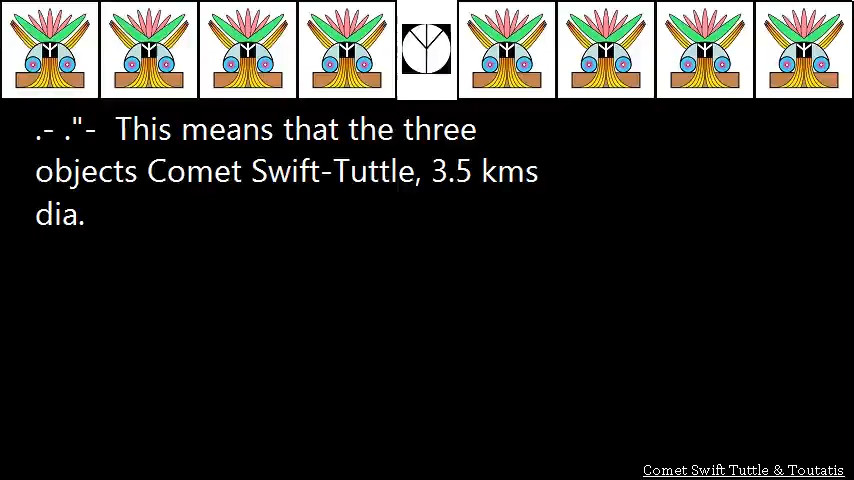 .- ."-  This means that the three
objects Comet Swift-Tuttle, 3.5 kms
dia.
Comet Swift Tuttle & Toutatis